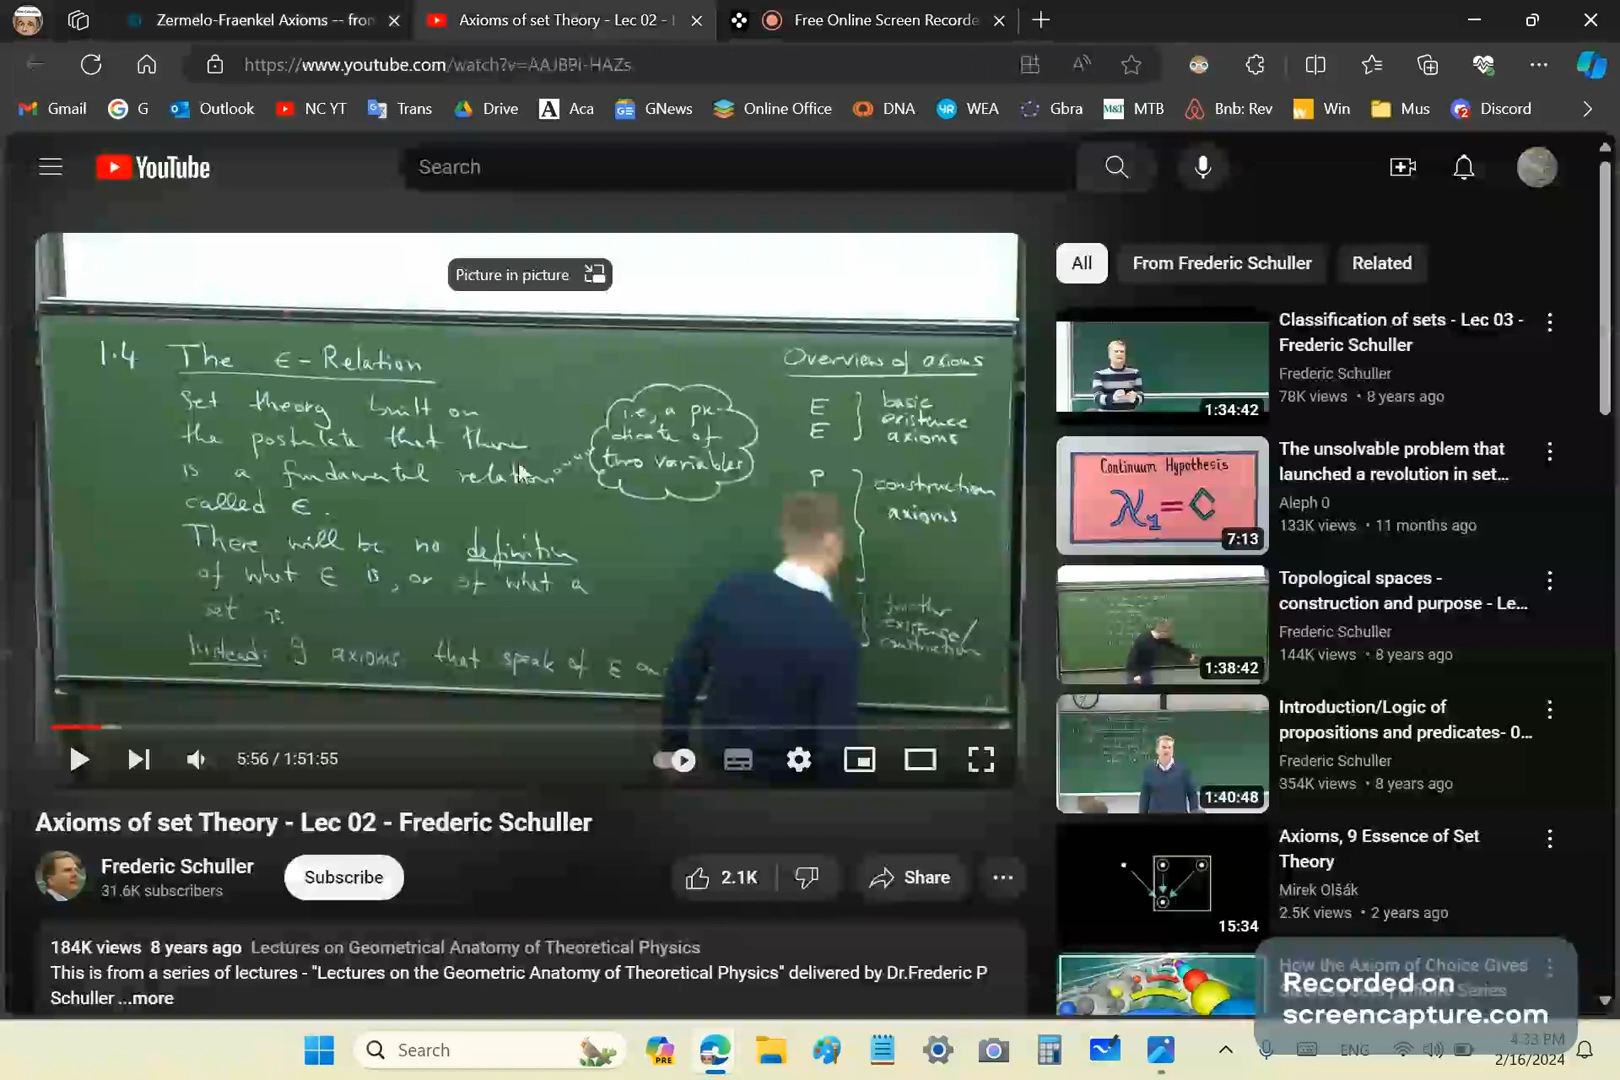 Zermelo-Fraenkel Axioms -- fron
Axioms of set Theory - Lec 02 -
Free Online Screen Recorde
https://www.youtube.com/watch?v=AAJB9l-HAZs
Gmail G Outlook NC YT Trans Drive Aca GNews Online Office DNA WEA Gbra MTB Bnb: Rev Win Mus Discord
YouTube
Search
Picture in picture
1.4 The ∈-Relation
Set theory built on
the postulate that there
is a fundamental relation
called ∈.
There will be no definition
of what ∈ is, or of what a
set is.
Instead: 9 axioms that speak of ∈
i.e., a pre-
dicate of
two variables
Overview of axioms
E
E
basic
existence
axioms
P
construction
axioms
further
existence/
construction
5:56 / 1:51:55
Axioms of set Theory - Lec 02 - Frederic Schuller
Frederic Schuller
31.6K subscribers
Subscribe
2.1K
Share
184K views 8 years ago Lectures on Geometrical Anatomy of Theoretical Physics
This is from a series of lectures - "Lectures on the Geometric Anatomy of Theoretical Physics" delivered by Dr.Frederic P
Schuller ...more
All
From Frederic Schuller
Related
Classification of sets - Lec 03 -
Frederic Schuller
Frederic Schuller
78K views • 8 years ago
1:34:42
Continuum Hypothesis
ℵ1 = C
7:13
The unsolvable problem that
launched a revolution in set...
Aleph 0
133K views • 11 months ago
Topological spaces -
construction and purpose - Le...
Frederic Schuller
144K views • 8 years ago
1:38:42
Introduction/Logic of
propositions and predicates- 0...
Frederic Schuller
354K views • 8 years ago
1:40:48
Axioms, 9 Essence of Set
Theory
Mirek Olšák
2.5K views • 2 years ago
15:34
How the Axiom of Choice Gives
Infinite Series
Recorded on
screencapture.com
Search
PRE
ENG
4:33 PM
2/16/2024